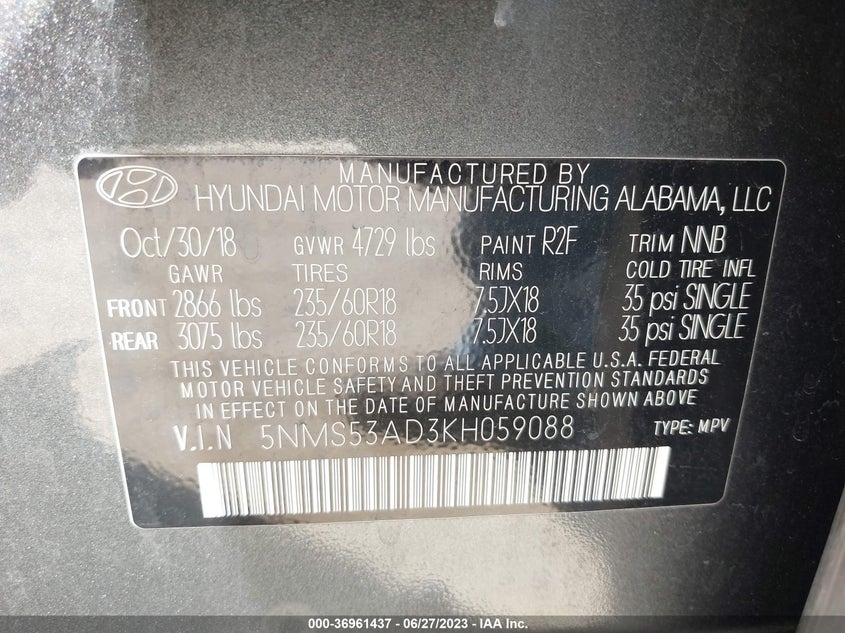 MANUFACTURED BY
HYUNDAI MOTOR MANUFACTURING ALABAMA, LLC
Oct/30/18 GVWR 4729 lbs PAINT R2F TRIM NNB
GAWR TIRES RIMS COLD TIRE INFL
FRONT 2866 lbs 235/60R18 7.5JX18 35 psi SINGLE
REAR 3075 lbs 235/60R18 7.5JX18 35 psi SINGLE
THIS VEHICLE CONFORMS TO ALL APPLICABLE U.S.A. FEDERAL
MOTOR VEHICLE SAFETY AND THEFT PREVENTION STANDARDS
IN EFFECT ON THE DATE OF MANUFACTURE SHOWN ABOVE
V.I.N 5NMS53AD3KH059088 TYPE: MPV
000-36961437 - 06/27/2023 - IAA Inc.